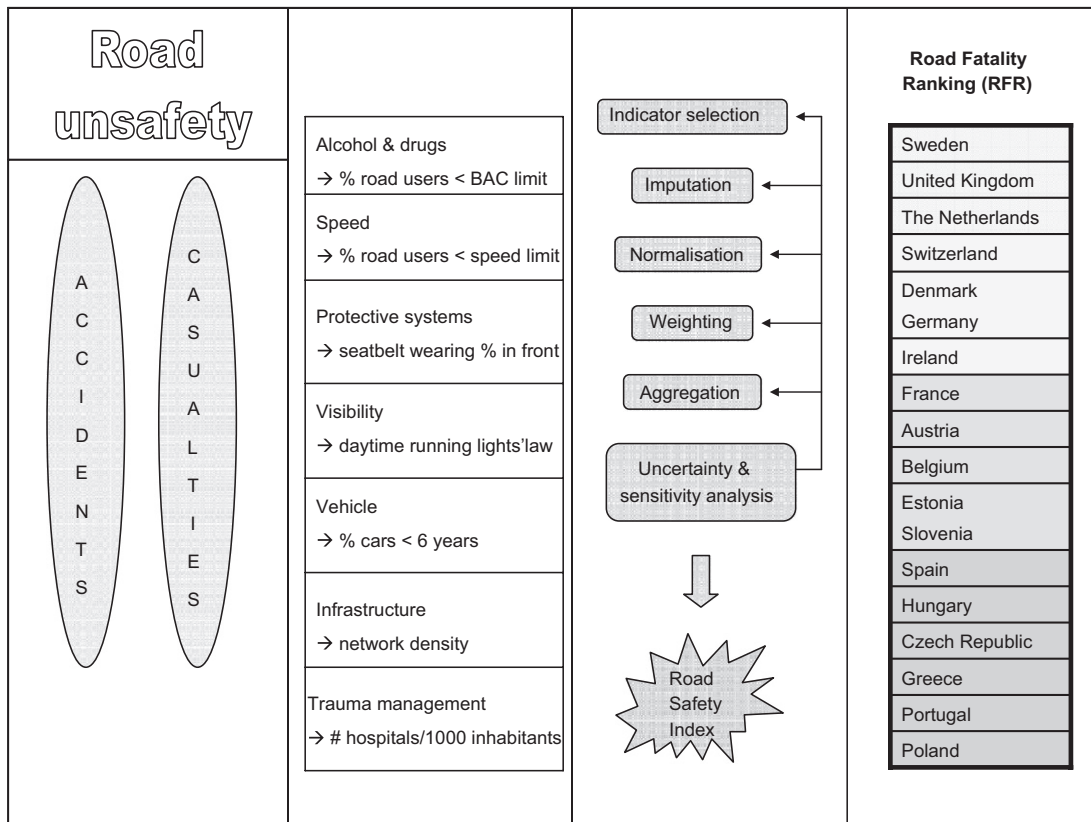 Road
unsafety
ACCIDENTS
CASUALTIES
Alcohol & drugs
→ % road users < BAC limit
Speed
→ % road users < speed limit
Protective systems
→ seatbelt wearing % in front
Visibility
→ daytime running lights'law
Vehicle
→ % cars < 6 years
Infrastructure
→ network density
Trauma management
→ # hospitals/1000 inhabitants
Indicator selection
Imputation
Normalisation
Weighting
Aggregation
Uncertainty &
sensitivity analysis
Road
Safety
Index
Road Fatality
Ranking (RFR)
Sweden
United Kingdom
The Netherlands
Switzerland
Denmark
Germany
Ireland
France
Austria
Belgium
Estonia
Slovenia
Spain
Hungary
Czech Republic
Greece
Portugal
Poland